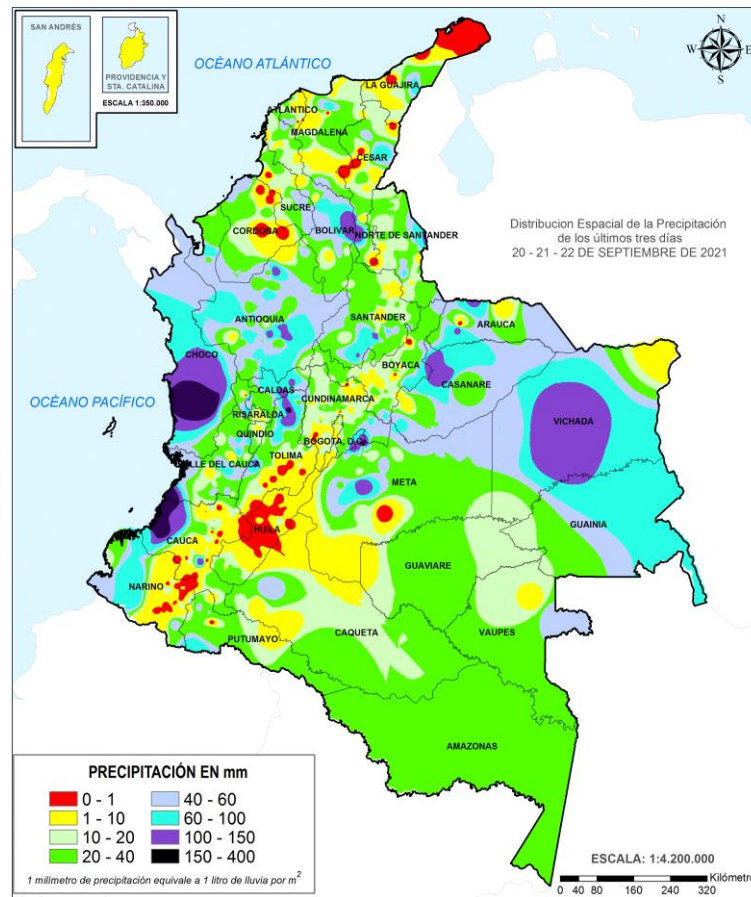 SAN ANDRÉS
PROVIDENCIA Y
STA. CATALINA
ESCALA 1:350.000
OCÉANO ATLÁNTICO
N
W
E
S
LA GUAJIRA
ATLÁNTICO
MAGDALENA
CESAR
SUCRE
CORDOBA
BOLIVAR
NORTE DE SANTANDER
Distribucion Espacial de la Precipitación
de los últimos tres días
20 - 21 - 22 DE SEPTIEMBRE DE 2021
ANTIOQUIA
SANTANDER
ARAUCA
CHOCO
BOYACA
CASANARE
OCÉANO PACÍFICO
CALDAS
CUNDINAMARCA
RISARALDA
VICHADA
QUINDIO
BOGOTA, D.C.
TOLIMA
VALLE DEL CAUCA
META
GUAINIA
CAUCA
HUILA
GUAVIARE
NARIÑO
PUTUMAYO
CAQUETA
VAUPES
AMAZONAS
PRECIPITACIÓN EN mm
0 - 1
1 - 10
10 - 20
20 - 40
40 - 60
60 - 100
100 - 150
150 - 400
1 milímetro de precipitación equivale a 1 litro de lluvia por m²
ESCALA: 1:4.200.000
Kilóme
0 40 80 160 240 320